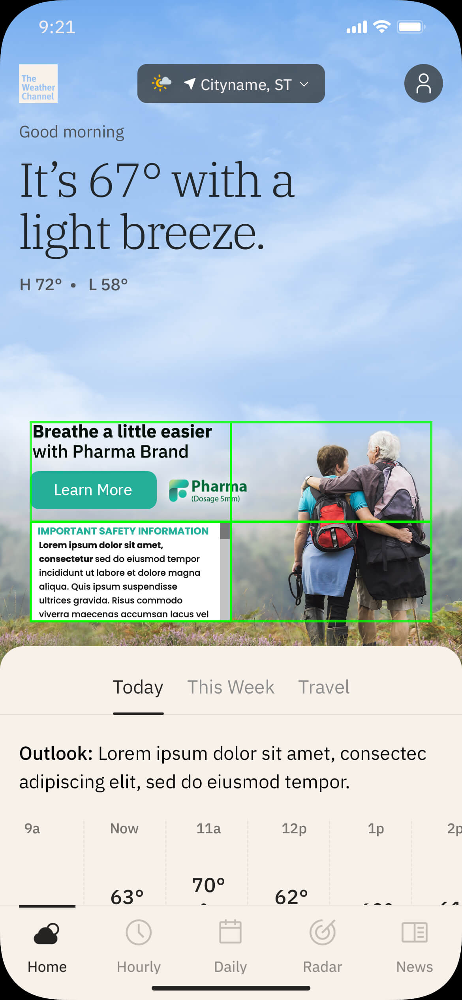 9:21
The
Weather
Channel
Cityname, ST
Good morning
It’s 67° with a
light breeze.
H 72° • L 58°
Breathe a little easier
with Pharma Brand
Learn More
Pharma
(Dosage 5mm)
IMPORTANT SAFETY INFORMATION
Lorem ipsum dolor sit amet,
consectetur sed do eiusmod tempor
incididunt ut labore et dolore magna
aliqua. Quis ipsum suspendisse
ultrices gravida. Risus commodo
viverra maecenas accumsan lacus vel
Today This Week Travel
Outlook: Lorem ipsum dolor sit amet, consectec
adipiscing elit, sed do eiusmod tempor.
9a Now 11a 12p 1p 2p
70°
63° 62°
Home Hourly Daily Radar News